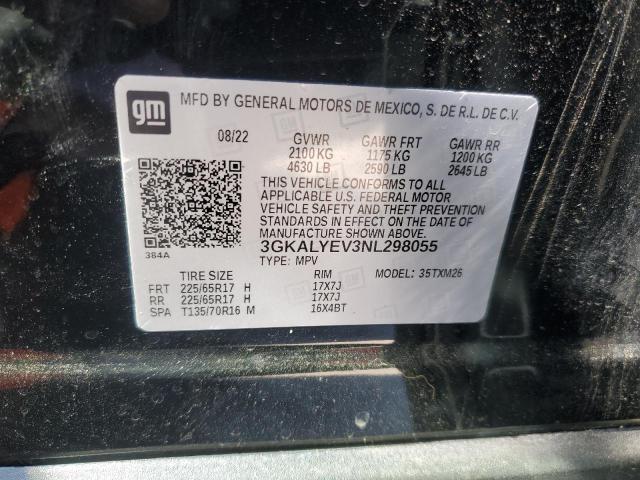 gm MFD BY GENERAL MOTORS DE MEXICO, S. DE R.L. DE C.V.
08/22 GVWR GAWR FRT GAWR RR
2100 KG 1175 KG 1200 KG
4630 LB 2590 LB 2645 LB
THIS VEHICLE CONFORMS TO ALL
APPLICABLE U.S. FEDERAL MOTOR
VEHICLE SAFETY AND THEFT PREVENTION
STANDARDS IN EFFECT ON THE DATE OF
MANUFACTURE SHOWN ABOVE.
3GKALYEV3NL298055
384A
TYPE: MPV MODEL: 35TXM26
TIRE SIZE RIM
FRT 225/65R17 H 17X7J
RR 225/65R17 H 17X7J
SPA T135/70R16 M 16X4BT